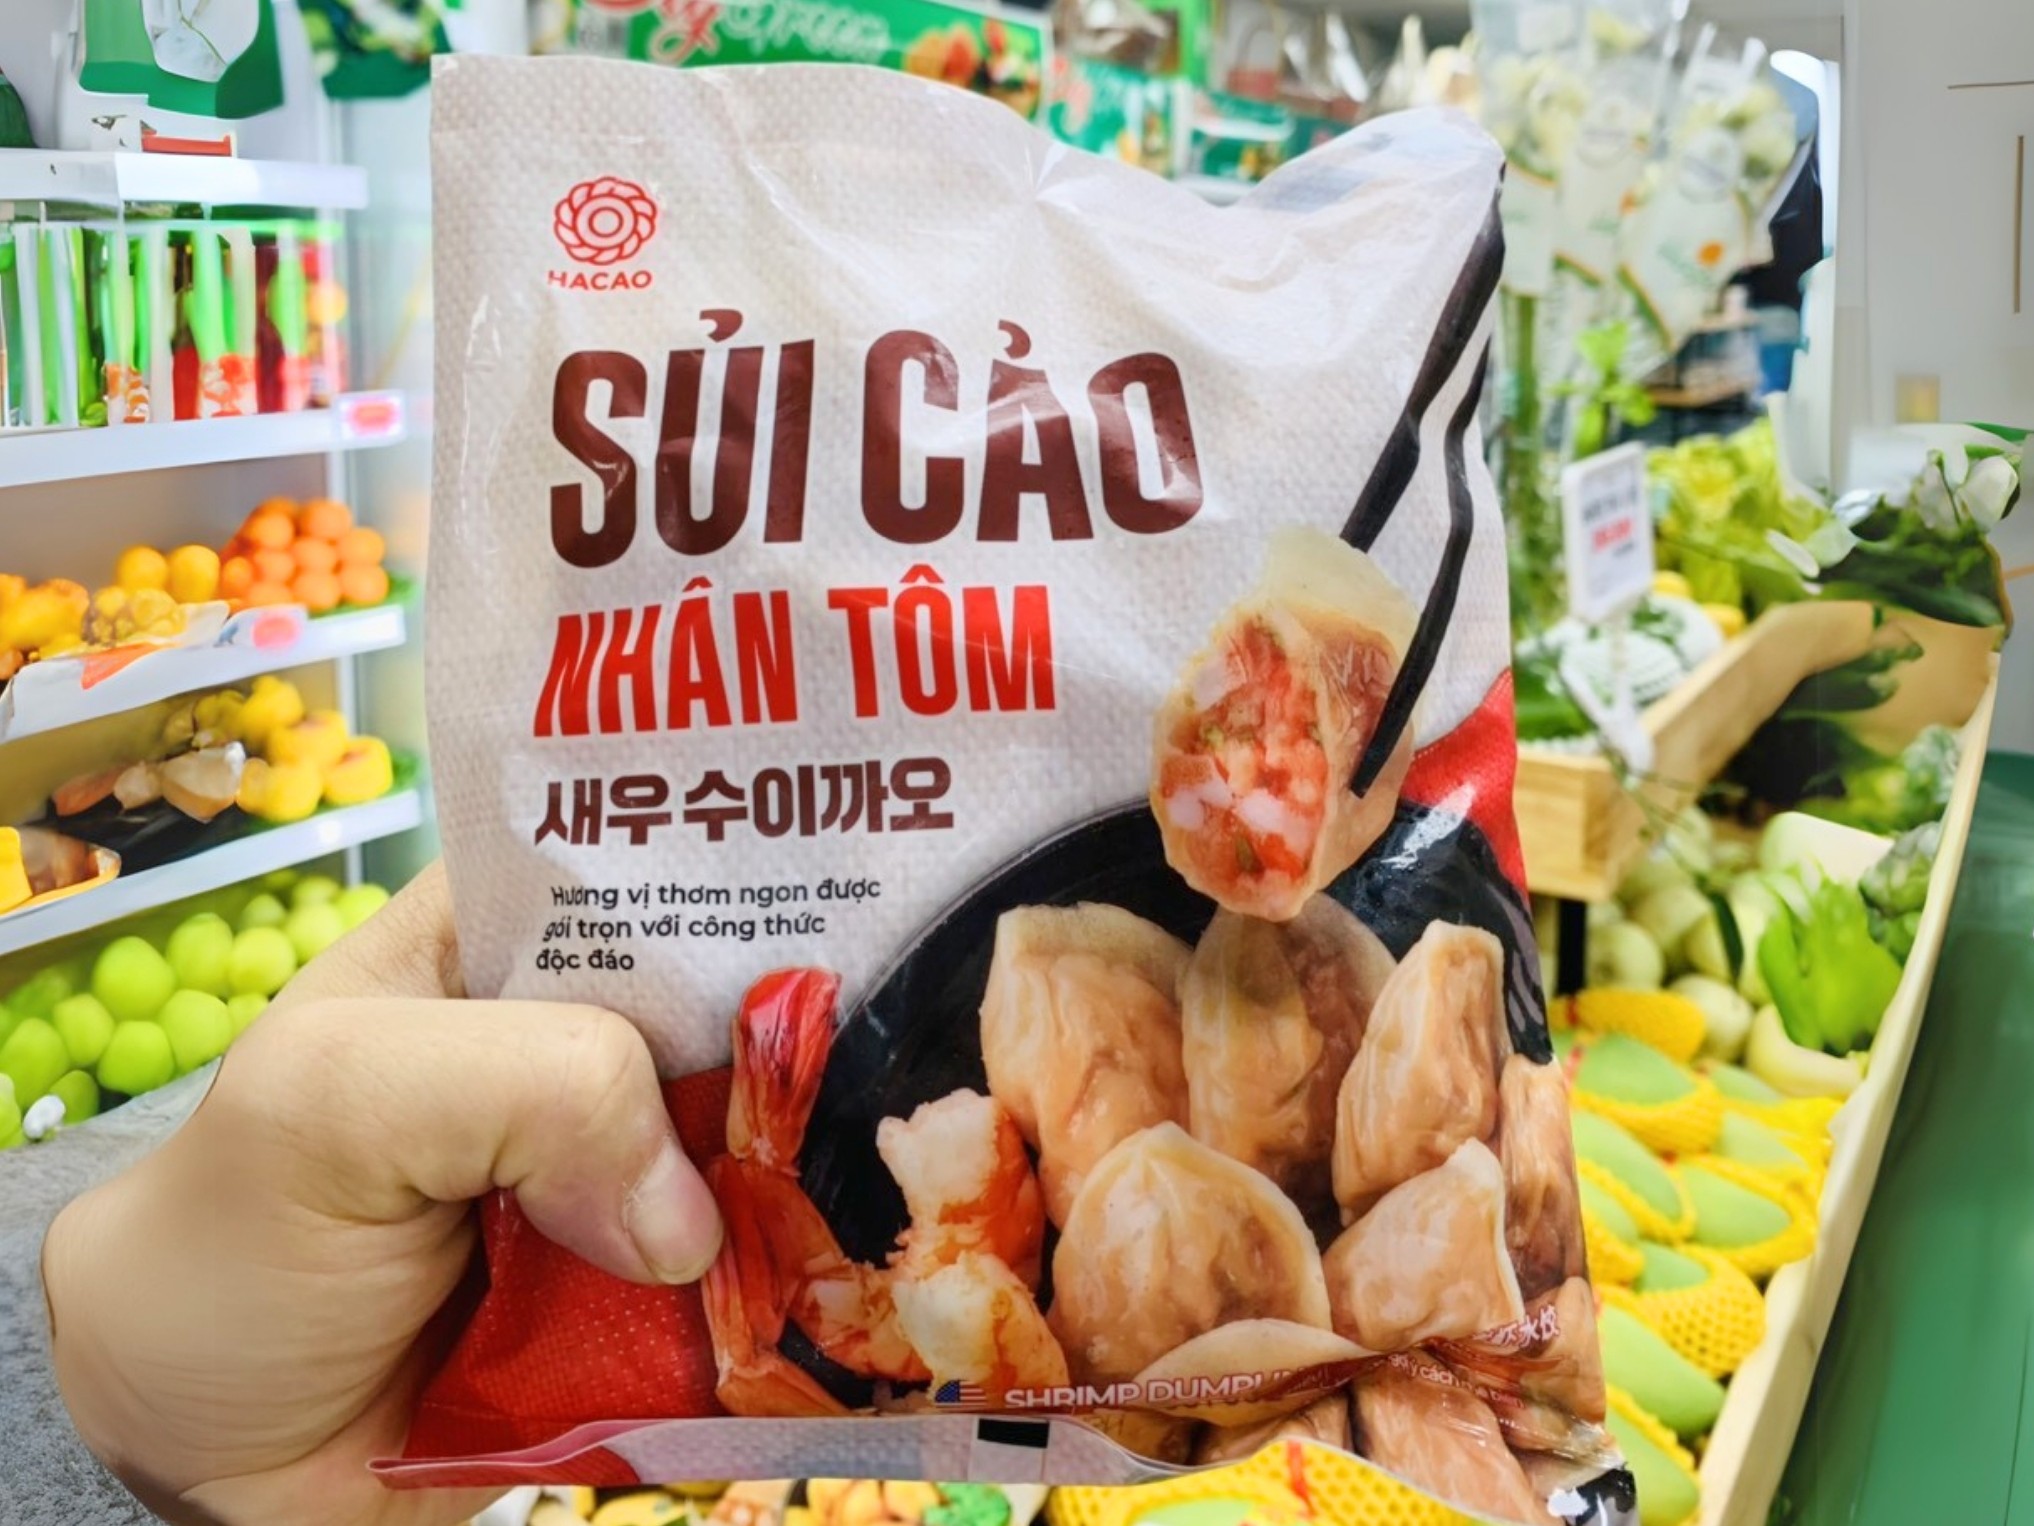 HACAO
SỦI CẢO
NHÂN TÔM
새우 수이까오
Hương vị thơm ngon được
gói trọn với công thức
độc đáo
SHRIMP